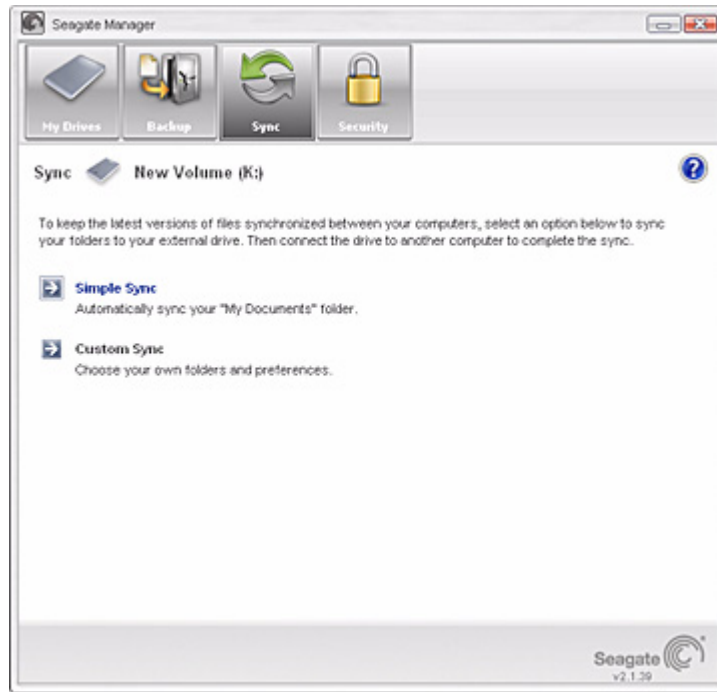 Seagate Manager
My Drives Backup Sync Security
Sync New Volume (K:)
To keep the latest versions of files synchronized between your computers, select an option below to sync
your folders to your external drive. Then connect the drive to another computer to complete the sync.
Simple Sync
Automatically sync your "My Documents" folder.
Custom Sync
Choose your own folders and preferences.
Seagate
v2.1.39